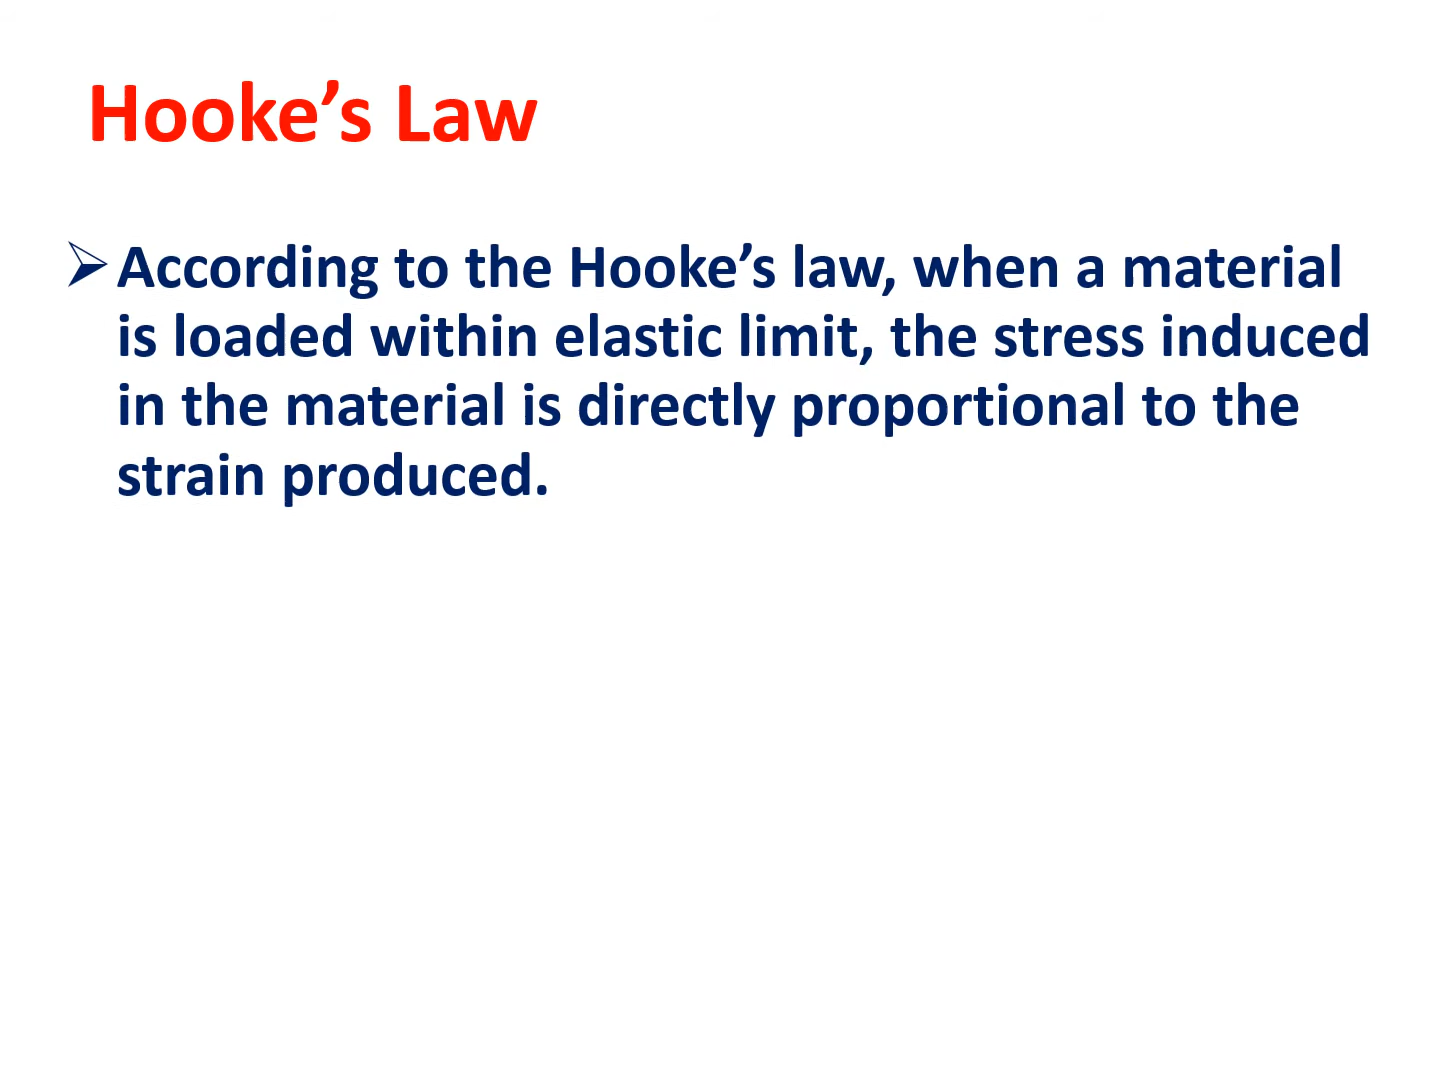 Hooke’s Law
➢According to the Hooke’s law, when a material
is loaded within elastic limit, the stress induced
in the material is directly proportional to the
strain produced.